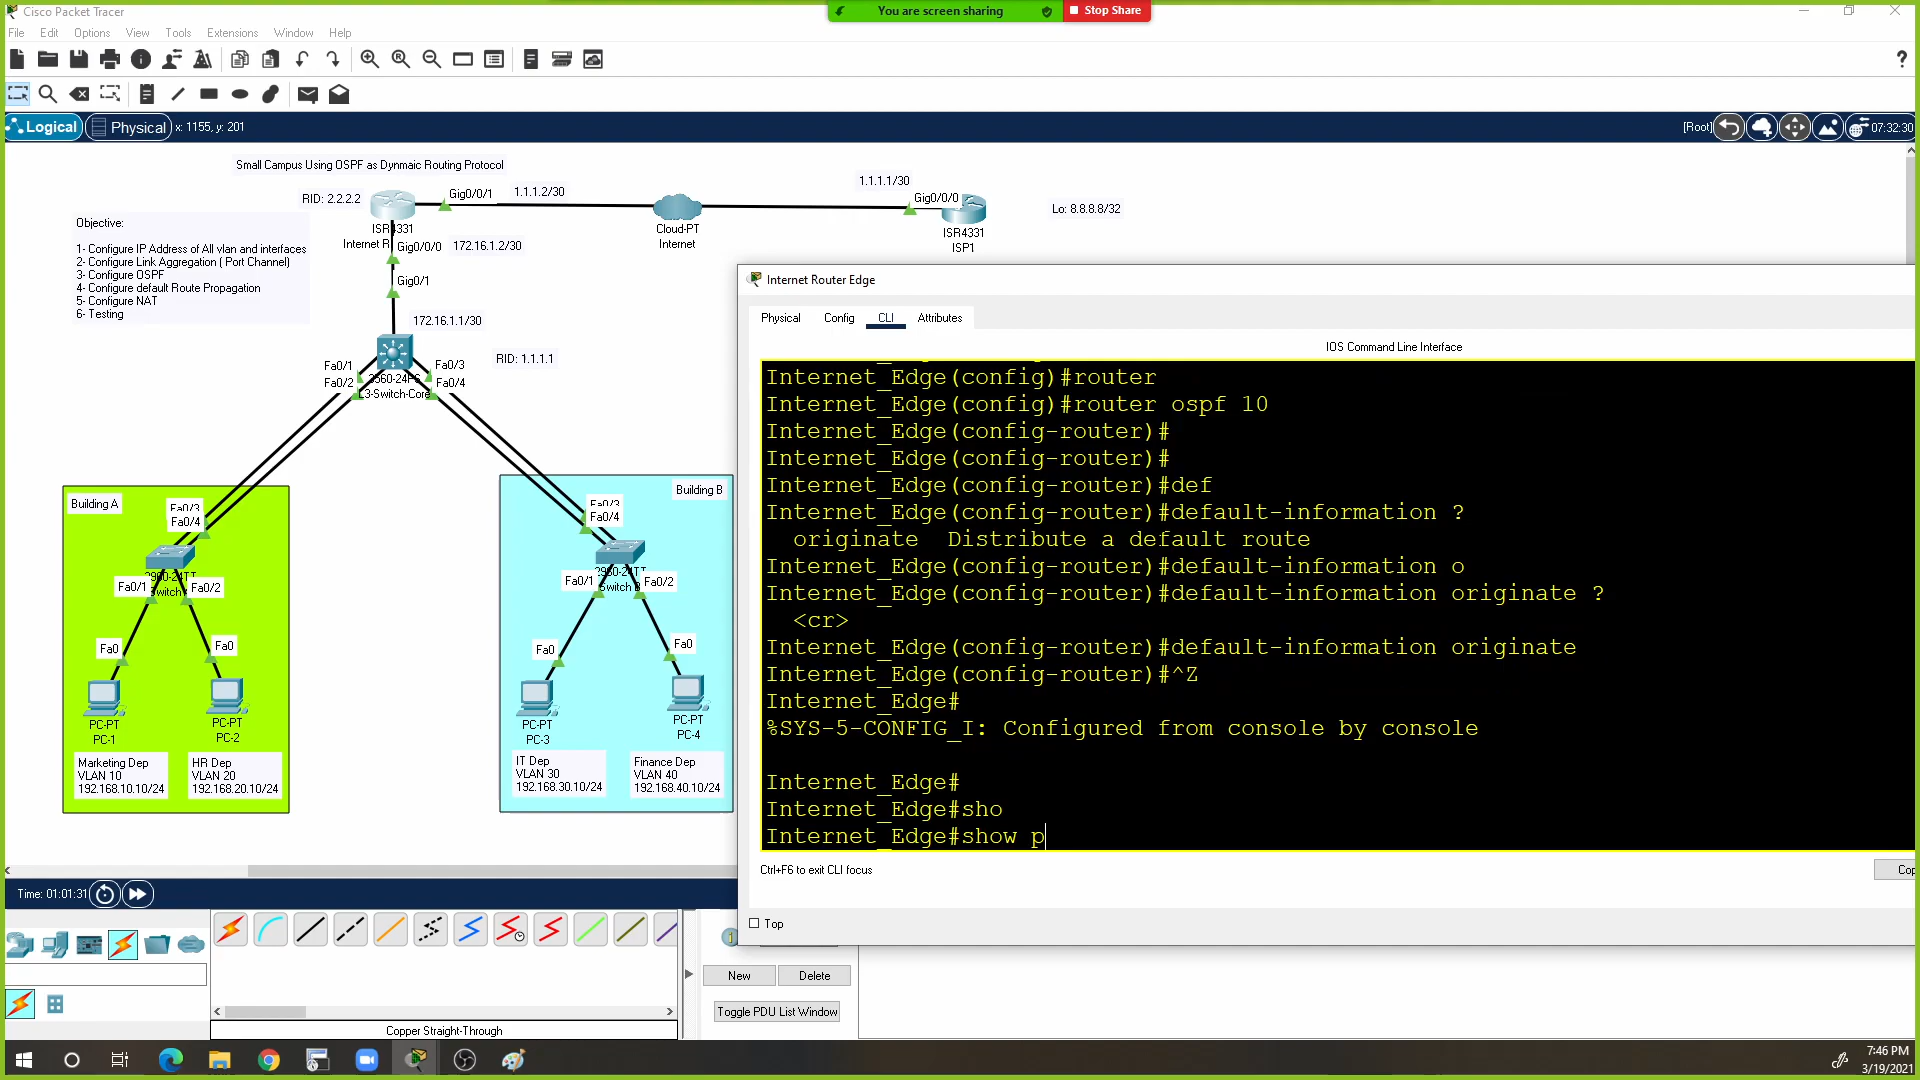 Cisco Packet Tracer
You are screen sharing
Stop Share
File Edit Options View Tools Extensions Window Help
Logical
Physical
x: 1155, y: 201
[Root]
07:32:30
Small Campus Using OSPF as Dynmaic Routing Protocol
RID: 2.2.2.2
Gig0/0/1
1.1.1.2/30
1.1.1.1/30
Gig0/0/0
Lo: 8.8.8.8/32
ISR4331
Internet R
Cloud-PT
Internet
ISR4331
ISP1
Gig0/0/0
172.16.1.2/30
Objective:
1- Configure IP Address of All vlan and interfaces
2- Configure Link Aggregation ( Port Channel)
3- Configure OSPF
4- Configure default Route Propagation
5- Configure NAT
6- Testing
Gig0/1
172.16.1.1/30
RID: 1.1.1.1
Fa0/1
Fa0/2
Fa0/3
Fa0/4
3560-24PS
L3-Switch-Core
Building A
Fa0/3
Fa0/4
Fa0/1
2960-24TT
Switch
Fa0/2
Fa0
Fa0
PC-PT
PC-1
PC-PT
PC-2
Marketing Dep
VLAN 10
192.168.10.10/24
HR Dep
VLAN 20
192.168.20.10/24
Building B
Fa0/3
Fa0/4
Fa0/1
2960-24TT
Switch B
Fa0/2
Fa0
Fa0
PC-PT
PC-3
PC-PT
PC-4
IT Dep
VLAN 30
192.168.30.10/24
Finance Dep
VLAN 40
192.168.40.10/24
Internet Router Edge
Physical Config CLI Attributes
IOS Command Line Interface
Internet_Edge(config)#router
Internet_Edge(config)#router ospf 10
Internet_Edge(config-router)#
Internet_Edge(config-router)#
Internet_Edge(config-router)#def
Internet_Edge(config-router)#default-information ?
originate Distribute a default route
Internet_Edge(config-router)#default-information o
Internet_Edge(config-router)#default-information originate ?
<cr>
Internet_Edge(config-router)#default-information originate
Internet_Edge(config-router)#^Z
Internet_Edge#
%SYS-5-CONFIG_I: Configured from console by console
Internet_Edge#
Internet_Edge#sho
Internet_Edge#show p
Ctrl+F6 to exit CLI focus
Cop
Top
Time: 01:01:31
New
Delete
Toggle PDU List Window
Copper Straight-Through
7:46 PM
3/19/2021